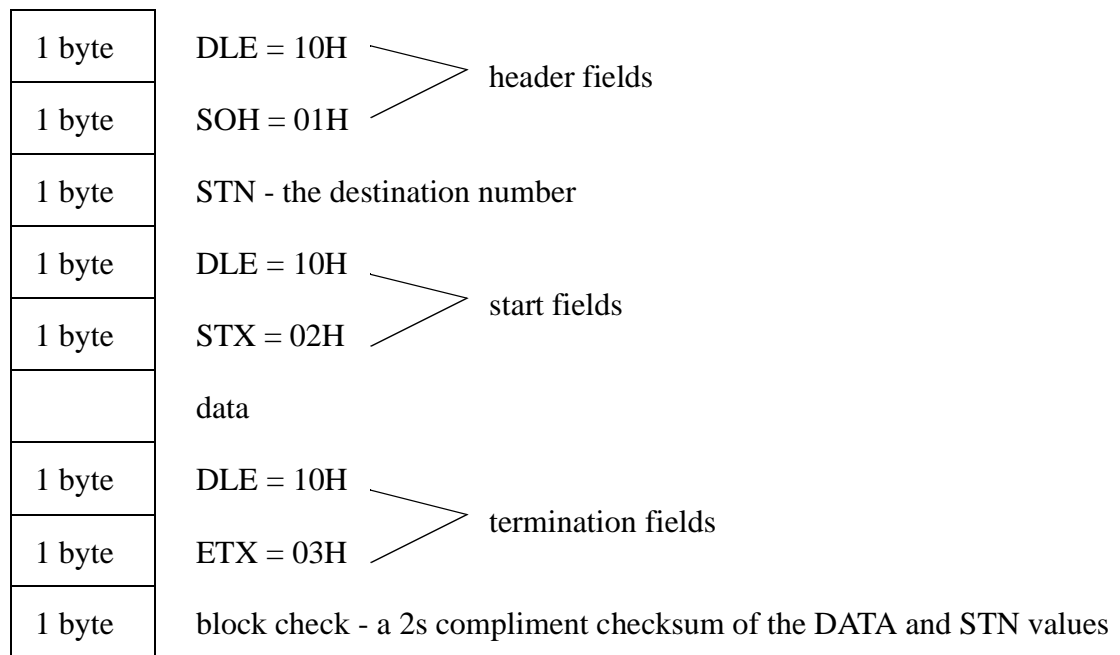 1 byte DLE = 10H
header fields
1 byte SOH = 01H
1 byte STN - the destination number
1 byte DLE = 10H
start fields
1 byte STX = 02H
data
1 byte DLE = 10H
termination fields
1 byte ETX = 03H
1 byte block check - a 2s compliment checksum of the DATA and STN values